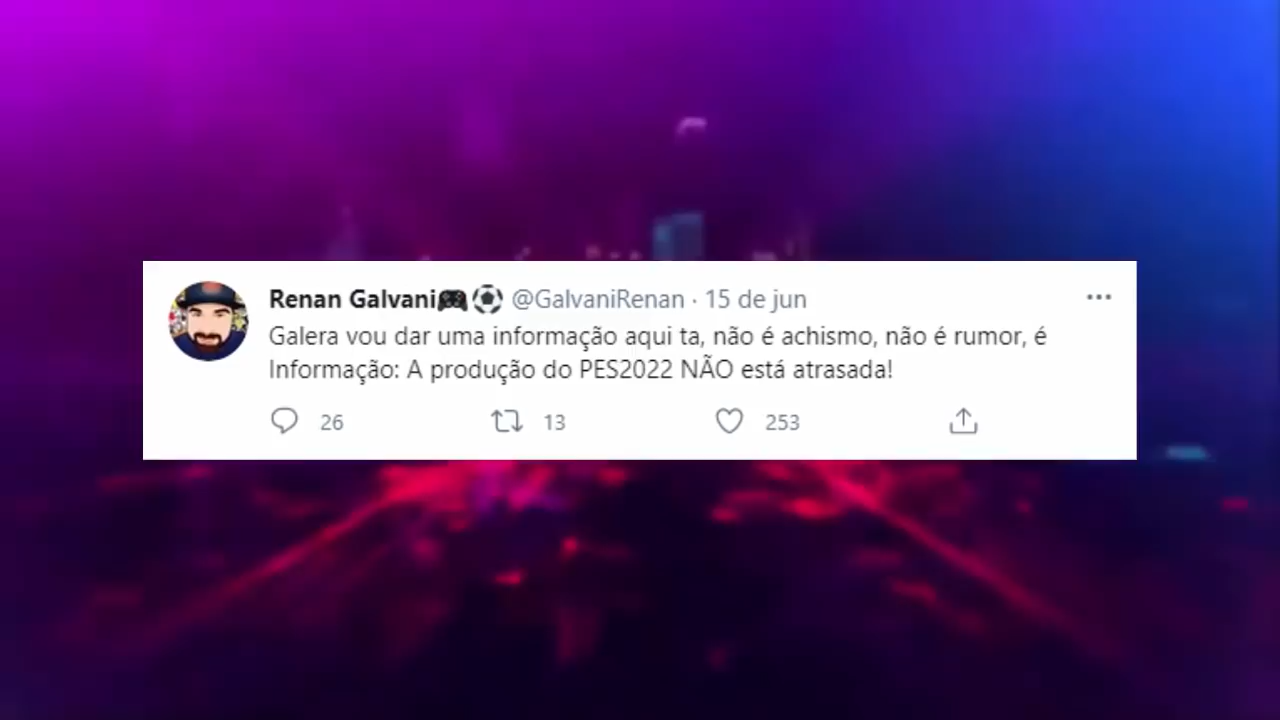 Renan Galvani🎮⚽ @GalvaniRenan · 15 de jun
Galera vou dar uma informação aqui ta, não é achismo, não é rumor, é
Informação: A produção do PES2022 NÃO está atrasada!
26 13 253